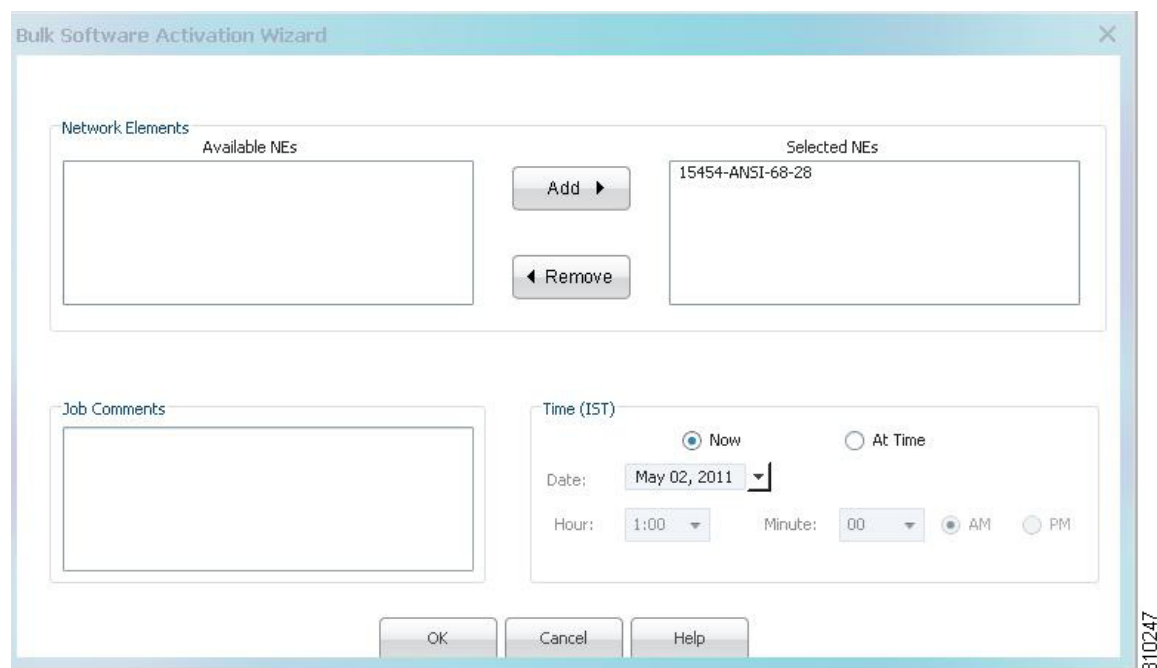 Bulk Software Activation Wizard
Network Elements
Available NEs
Selected NEs
Add
15454-ANSI-68-28
Remove
Job Comments
Time (IST)
Now
At Time
Date:
May 02, 2011
Hour:
1:00
Minute:
00
AM
PM
OK
Cancel
Help
310247